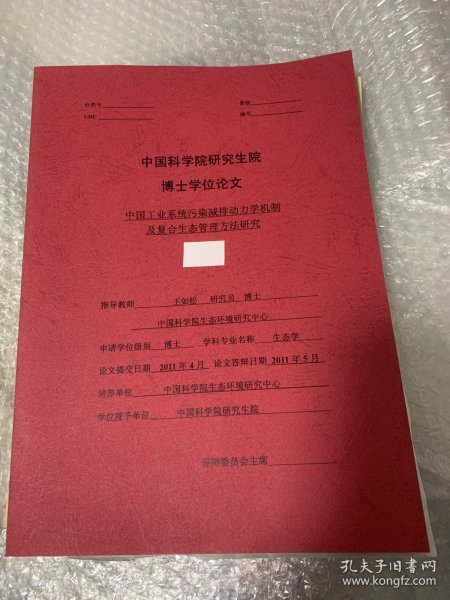 分类号 密级
UDC 编号
中国科学院研究生院
博士学位论文
中国工业系统污染减排动力学机制
及复合生态管理方法研究
指导教师 王如松 研究员 博士
中国科学院生态环境研究中心
申请学位级别 博士 学科专业名称 生态学
论文提交日期 2011年4月 论文答辩日期 2011年5月
培养单位 中国科学院生态环境研究中心
学位授予单位 中国科学院研究生院
答辩委员会主席
孔夫子旧书网
www.kongfz.com